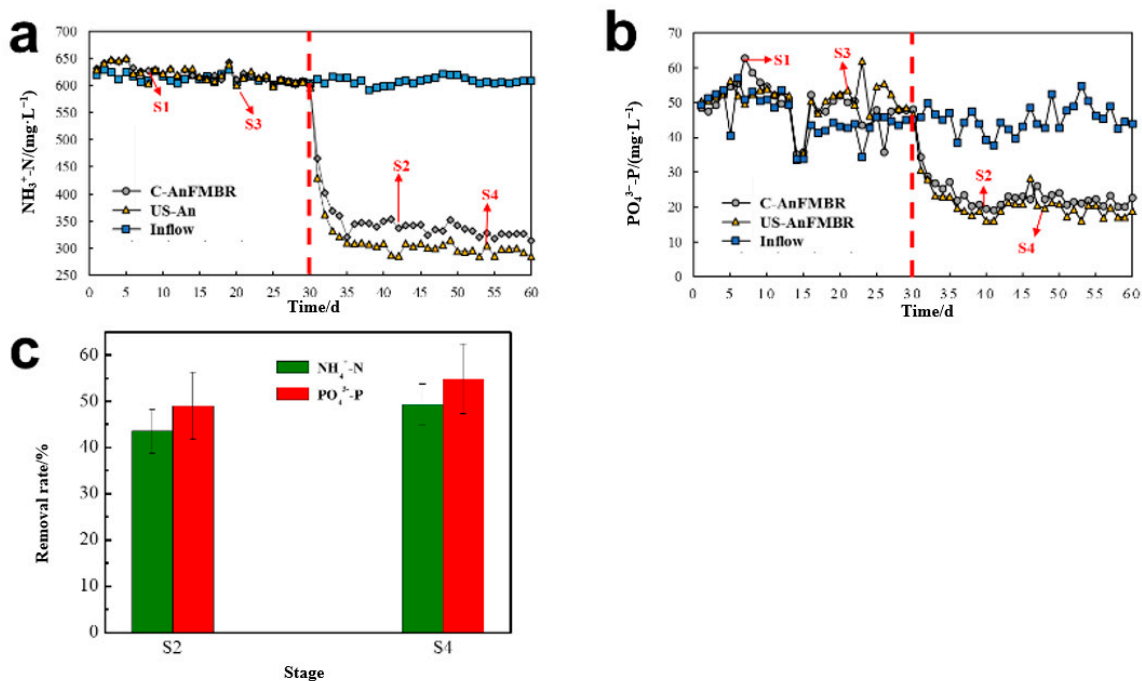 a
700
650
600
550
500
450
400
350
300
250
NH₃⁺-N/(mg·L⁻¹)
S1
S3
S2
S4
C-AnFMBR
US-An
Inflow
0 5 10 15 20 25 30 35 40 45 50 55 60
Time/d
b
70
60
50
40
30
20
10
0
PO₄³⁻-P/(mg·L⁻¹)
S1
S3
S2
S4
C-AnFMBR
US-AnFMBR
Inflow
0 5 10 15 20 25 30 35 40 45 50 55 60
Time/d
c
60
50
40
30
20
10
0
Removal rate/%
NH₄⁻-N
PO₄³⁻-P
S2 S4
Stage